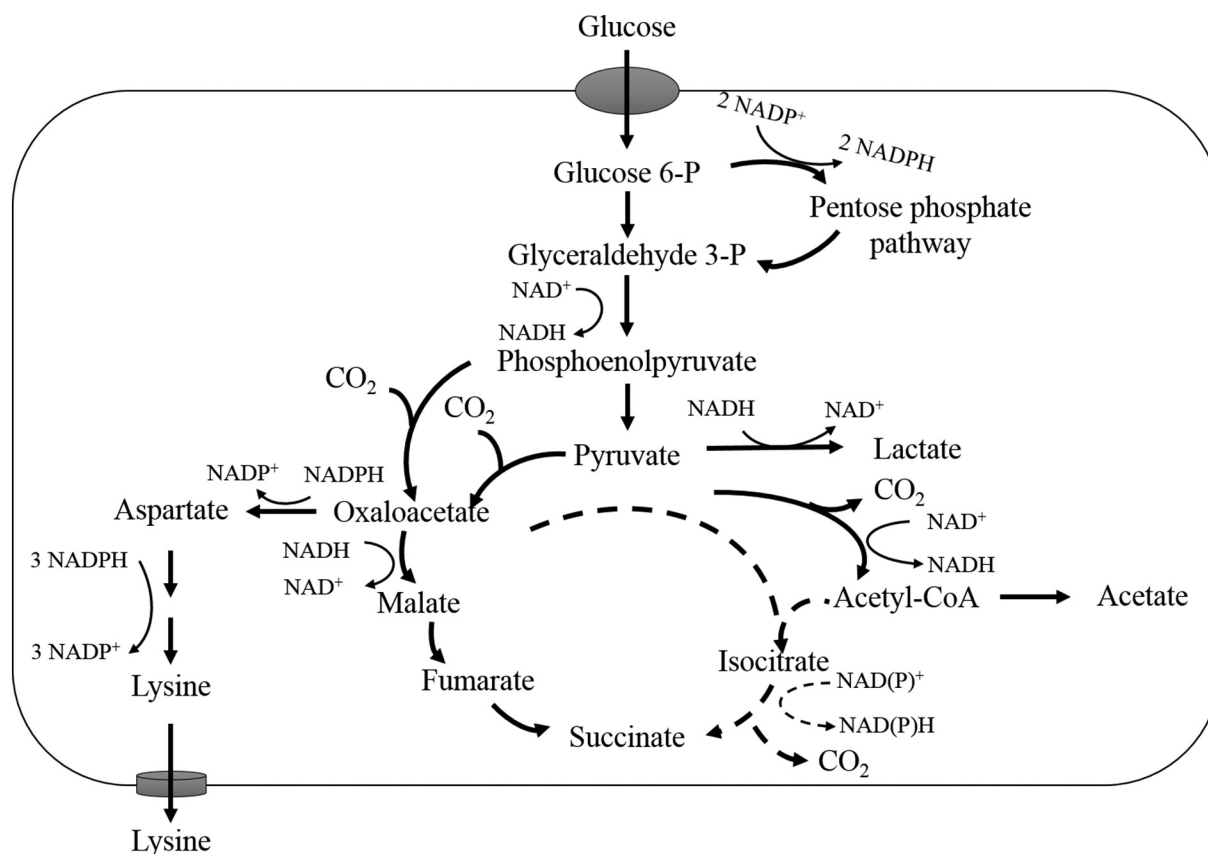 Glucose
2 NADP⁺
2 NADPH
Glucose 6-P
Pentose phosphate
pathway
Glyceraldehyde 3-P
NAD⁺
NADH
Phosphoenolpyruvate
CO₂
CO₂
NADH
NAD⁺
Pyruvate
Lactate
NADP⁺
NADPH
CO₂
Aspartate
Oxaloacetate
NAD⁺
3 NADPH
NADH
NADH
NAD⁺
Malate
Acetyl-CoA
Acetate
3 NADP⁺
Isocitrate
Lysine
Fumarate
NAD(P)⁺
NAD(P)H
Succinate
CO₂
Lysine